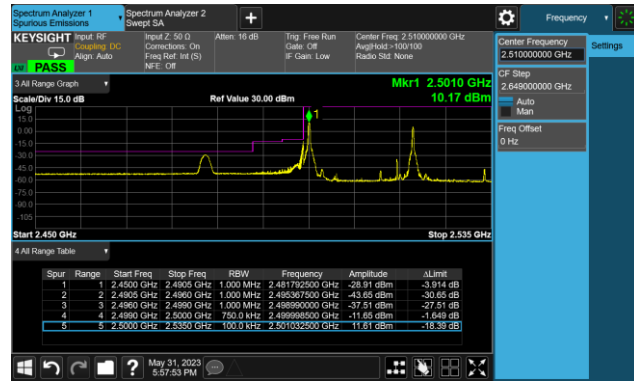 Spectrum Analyzer 1
Spurious Emissions
Spectrum Analyzer 2
Swept SA
Frequency
KEYSIGHT
Input: RF
Coupling: DC
Align: Auto
Input Z: 50 Ω
Corrections: On
Freq Ref: Int (S)
NFE: Off
Atten: 16 dB
Trig: Free Run
Gate: Off
IF Gain: Low
Center Freq: 2.510000000 GHz
Avg|Hold:>100/100
Radio Std: None
PASS
Center Frequency
2.510000000 GHz
Settings
CF Step
2.649000000 GHz
Auto
Man
Freq Offset
0 Hz
3 All Range Graph
Mkr1 2.5010 GHz
Scale/Div 15.0 dB
Ref Value 30.00 dBm
10.17 dBm
Log
15.0
0.00
-15.0
-30.0
-45.0
-60.0
-75.0
-90.0
-105
1
Start 2.450 GHz
Stop 2.535 GHz
4 All Range Table
Spur Range Start Freq Stop Freq RBW Frequency Amplitude ΔLimit
1 1 2.4500 GHz 2.4905 GHz 1.000 MHz 2.481792500 GHz -28.91 dBm -3.914 dB
2 2 2.4905 GHz 2.4960 GHz 1.000 MHz 2.495367500 GHz -43.65 dBm -30.65 dB
3 3 2.4960 GHz 2.4990 GHz 1.000 MHz 2.498990000 GHz -37.51 dBm -27.51 dB
4 4 2.4990 GHz 2.5000 GHz 750.0 kHz 2.499998500 GHz -11.65 dBm -1.649 dB
5 5 2.5000 GHz 2.5350 GHz 100.0 kHz 2.501032500 GHz 11.61 dBm -18.39 dB
May 31, 2023
5:57:53 PM